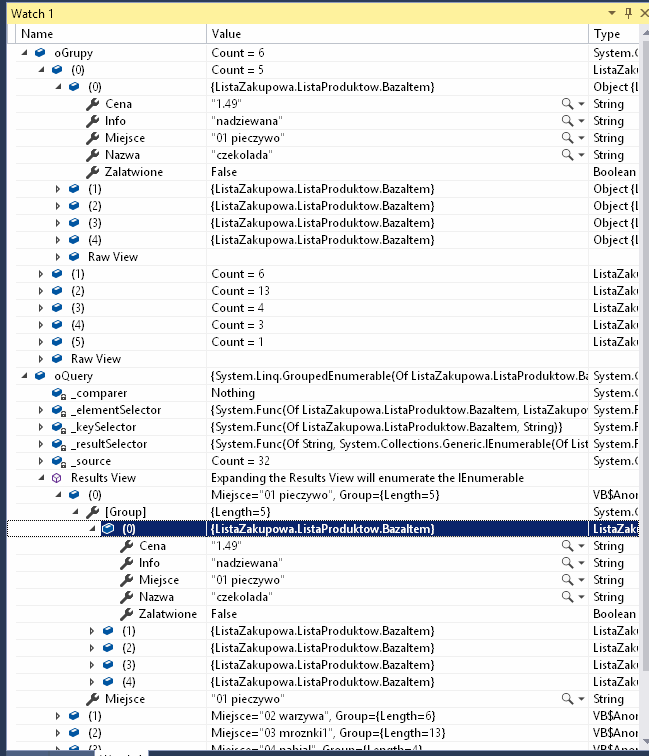 Watch 1
Name Value Type
oGrupy Count = 6 System.C
(0) Count = 5 ListaZaku
(0) {ListaZakupowa.ListaProduktow.BazaItem} Object {L
Cena "1.49" String
Info "nadziewana" String
Miejsce "01 pieczywo" String
Nazwa "czekolada" String
Zalatwione False Boolean
(1) {ListaZakupowa.ListaProduktow.BazaItem} Object {L
(2) {ListaZakupowa.ListaProduktow.BazaItem} Object {L
(3) {ListaZakupowa.ListaProduktow.BazaItem} Object {L
(4) {ListaZakupowa.ListaProduktow.BazaItem} Object {L
Raw View
(1) Count = 6 ListaZaku
(2) Count = 13 ListaZaku
(3) Count = 4 ListaZaku
(4) Count = 3 ListaZaku
(5) Count = 1 ListaZaku
Raw View
oQuery {System.Linq.GroupedEnumerable(Of ListaZakupowa.ListaProduktow.Ba System.C
_comparer Nothing System.C
_elementSelector {System.Func(Of ListaZakupowa.ListaProduktow.BazaItem, ListaZakupow System.F
_keySelector {System.Func(Of ListaZakupowa.ListaProduktow.BazaItem, String)} System.F
_resultSelector {System.Func(Of String, System.Collections.Generic.IEnumerable(Of List System.F
_source Count = 32 System.C
Results View Expanding the Results View will enumerate the IEnumerable
(0) Miejsce="01 pieczywo", Group={Length=5} VB$Anon
[Group] {Length=5} System.C
(0) {ListaZakupowa.ListaProduktow.BazaItem} ListaZaku
Cena "1.49" String
Info "nadziewana" String
Miejsce "01 pieczywo" String
Nazwa "czekolada" String
Zalatwione False Boolean
(1) {ListaZakupowa.ListaProduktow.BazaItem} ListaZaku
(2) {ListaZakupowa.ListaProduktow.BazaItem} ListaZaku
(3) {ListaZakupowa.ListaProduktow.BazaItem} ListaZaku
(4) {ListaZakupowa.ListaProduktow.BazaItem} ListaZaku
Miejsce "01 pieczywo" String
(1) Miejsce="02 warzywa", Group={Length=6} VB$Anon
(2) Miejsce="03 mroznki1", Group={Length=13} VB$Anon
(3) Miejsce="04 nabial", Group={Length=4} VB$Anon